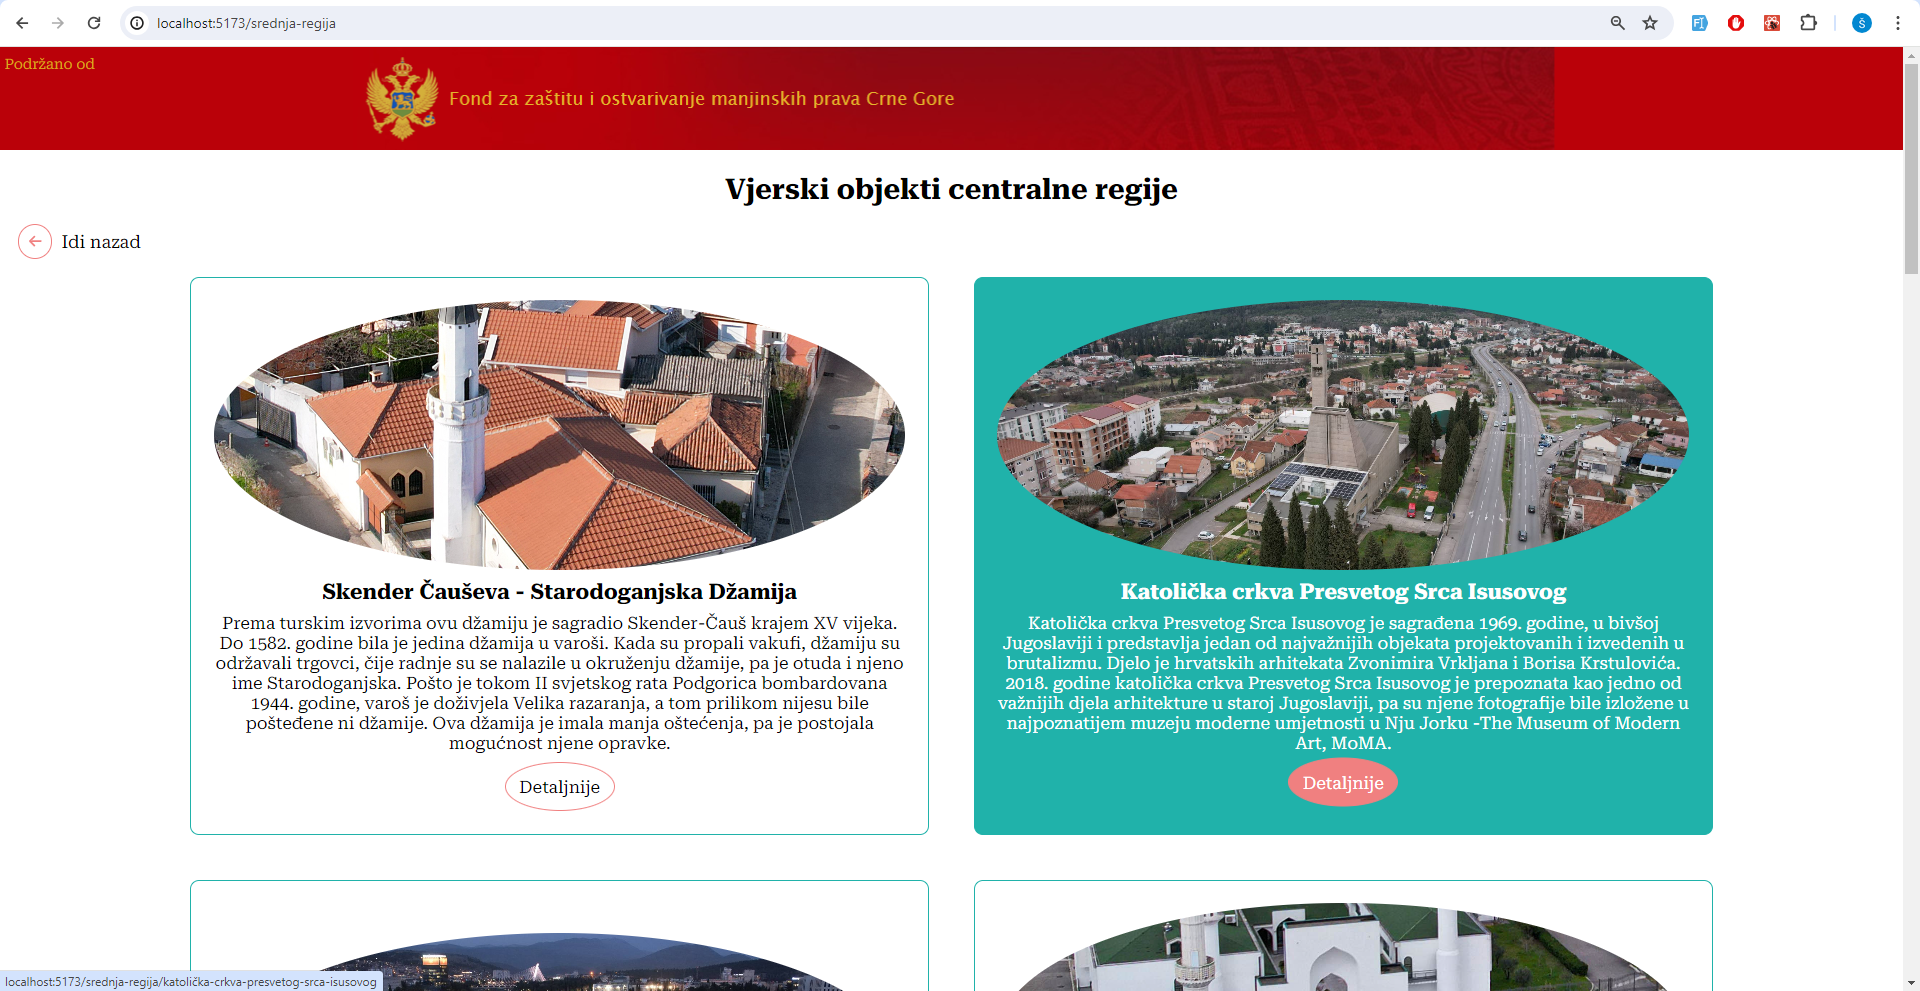 localhost:5173/srednja-regija
Š
Podržano od
Fond za zaštitu i ostvarivanje manjinskih prava Crne Gore
Vjerski objekti centralne regije
Idi nazad
Skender Čauševa - Starodoganjska Džamija
Prema turskim izvorima ovu džamiju je sagradio Skender-Čauš krajem XV vijeka.
Do 1582. godine bila je jedina džamija u varoši. Kada su propali vakufi, džamiju su
održavali trgovci, čije radnje su se nalazile u okruženju džamije, pa je otuda i njeno
ime Starodoganjska. Pošto je tokom II svjetskog rata Podgorica bombardovana
1944. godine, varoš je doživjela Velika razaranja, a tom prilikom nijesu bile
pošteđene ni džamije. Ova džamija je imala manja oštećenja, pa je postojala
mogućnost njene opravke.
Detaljnije
Katolička crkva Presvetog Srca Isusovog
Katolička crkva Presvetog Srca Isusovog je sagrađena 1969. godine, u bivšoj
Jugoslaviji i predstavlja jedan od najvažnijih objekata projektovanih i izvedenih u
brutalizmu. Djelo je hrvatskih arhitekata Zvonimira Vrkljana i Borisa Krstulovića.
2018. godine katolička crkva Presvetog Srca Isusovog je prepoznata kao jedno od
važnijih djela arhitekture u staroj Jugoslaviji, pa su njene fotografije bile izložene u
najpoznatijem muzeju moderne umjetnosti u Nju Jorku -The Museum of Modern
Art, MoMA.
Detaljnije
localhost:5173/srednja-regija/katolička-crkva-presvetog-srca-isusovog